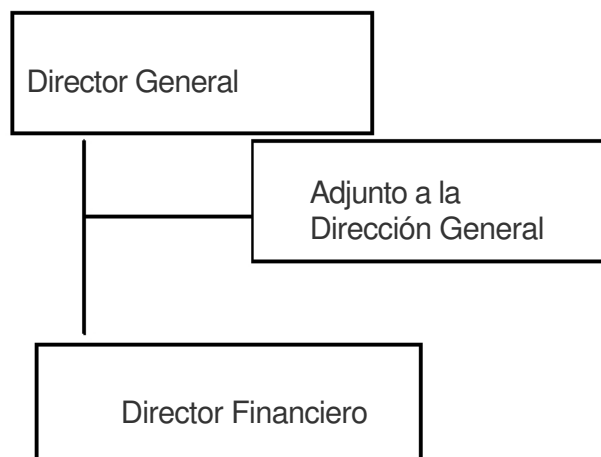 Director General
Adjunto a la
Dirección General
Director Financiero